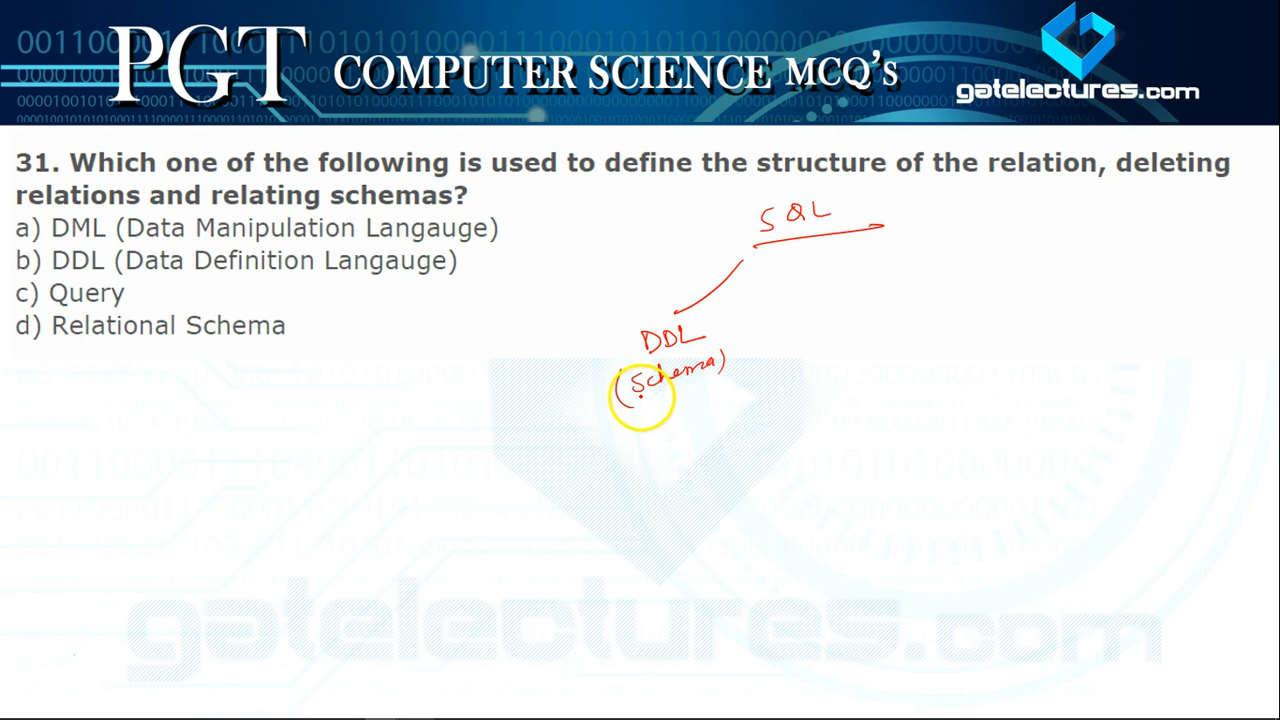 PGT COMPUTER SCIENCE MCQ's
gatelectures.com
31. Which one of the following is used to define the structure of the relation, deleting
relations and relating schemas?
a) DML (Data Manipulation Langauge)
b) DDL (Data Definition Langauge)
c) Query
d) Relational Schema
SQL
DDL
(Schema)
gatelectures.com